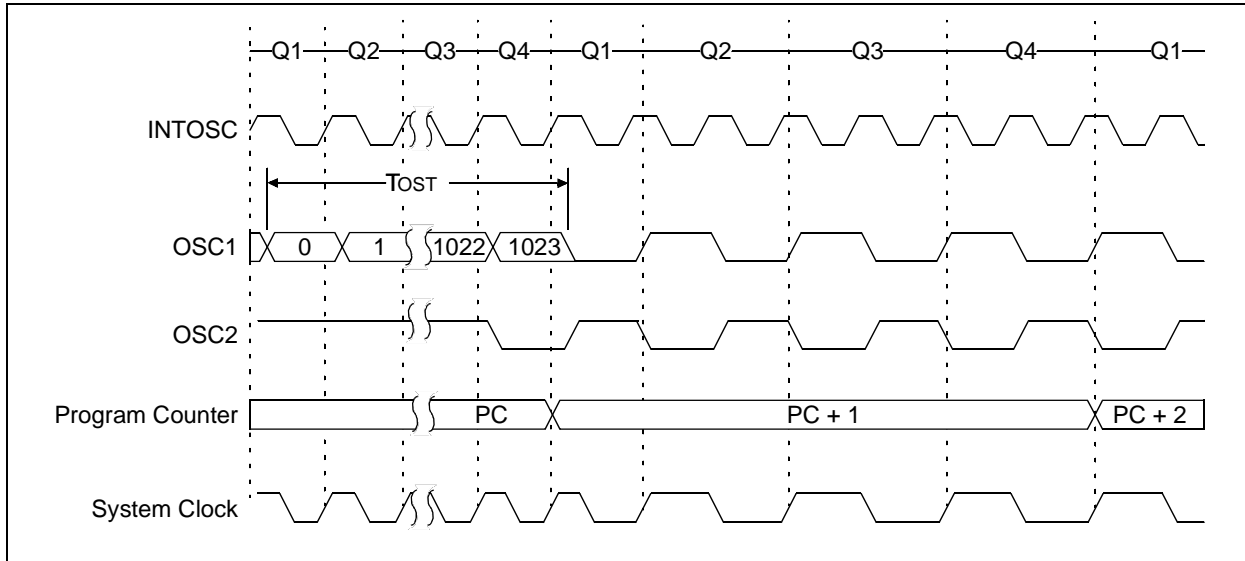 Q1 Q2 Q3 Q4 Q1 Q2 Q3 Q4 Q1
INTOSC
TOST
OSC1 0 1 1022 1023
OSC2
Program Counter PC PC + 1 PC + 2
System Clock